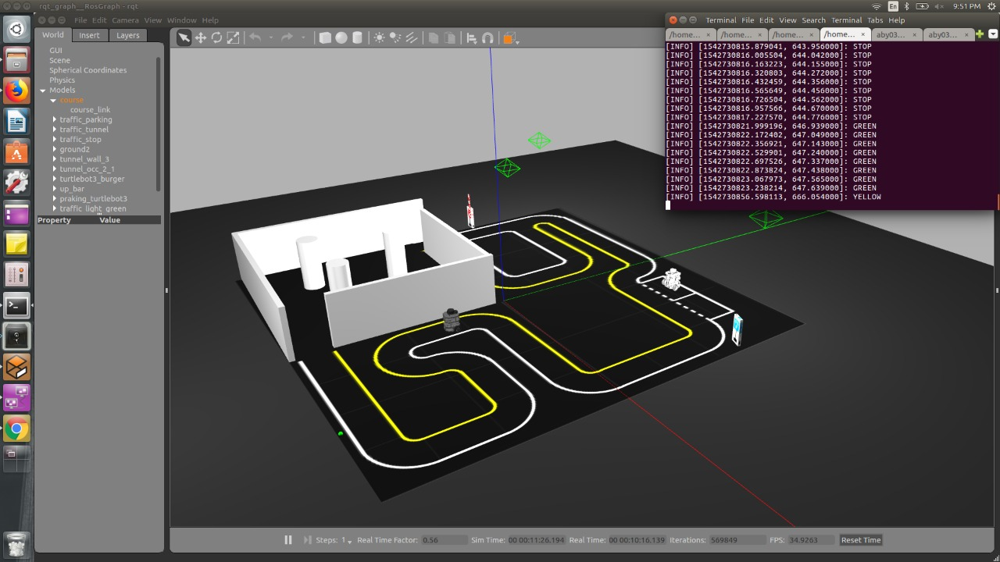 rqt_graph__RosGraph - rqt
En
9:51 PM
File Edit Camera View Window Help
World Insert Layers
GUI
Scene
Spherical Coordinates
Physics
Models
course
course_link
traffic_parking
traffic_tunnel
traffic_stop
ground2
tunnel_wall_3
tunnel_occ_2_1
turtlebot3_burger
up_bar
praking_turtlebot3
traffic_light_green
Property Value
Terminal File Edit View Search Terminal Tabs Help
/home... × /home... × /home... × /home... × aby03... × aby03... ×
[INFO] [1542730815.879041, 643.956000]: STOP
[INFO] [1542730816.005504, 644.042000]: STOP
[INFO] [1542730816.163223, 644.155000]: STOP
[INFO] [1542730816.320803, 644.272000]: STOP
[INFO] [1542730816.432459, 644.356000]: STOP
[INFO] [1542730816.565649, 644.456000]: STOP
[INFO] [1542730816.726504, 644.562000]: STOP
[INFO] [1542730816.957566, 644.670000]: STOP
[INFO] [1542730817.227570, 644.776000]: STOP
[INFO] [1542730821.999196, 646.939000]: GREEN
[INFO] [1542730822.172402, 647.049000]: GREEN
[INFO] [1542730822.356921, 647.143000]: GREEN
[INFO] [1542730822.529901, 647.240000]: GREEN
[INFO] [1542730822.697526, 647.337000]: GREEN
[INFO] [1542730822.873824, 647.438000]: GREEN
[INFO] [1542730823.067973, 647.565000]: GREEN
[INFO] [1542730823.238214, 647.639000]: GREEN
[INFO] [1542730856.598113, 666.054000]: YELLOW
Steps: 1 Real Time Factor: 0.56 Sim Time: 00 00:11:26.194 Real Time: 00 00:10:16.139 Iterations: 569849 FPS: 34.9263 Reset Time